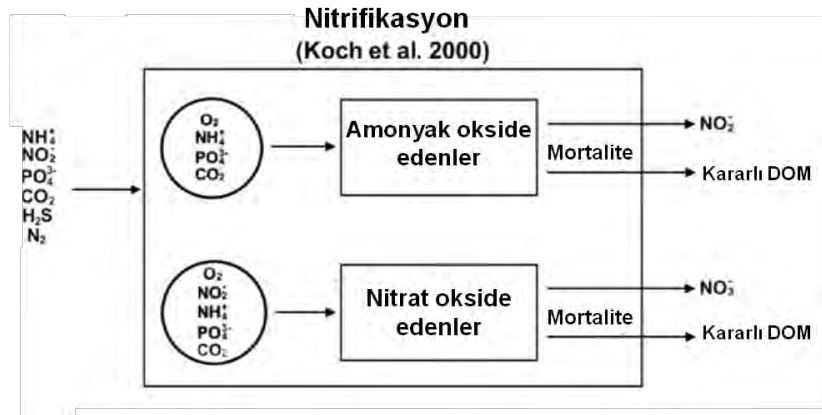 Nitrifikasyon
(Koch et al. 2000)
NH₄⁺
NO₂⁻
PO₄³⁻
CO₂
H₂S
N₂
O₂
NH₄⁺
PO₄³⁻
CO₂
Amonyak okside
edenler
Mortalite
NO₂⁻
Kararlı DOM
O₂
NO₂⁻
NH₄⁺
PO₄³⁻
CO₂
Nitrat okside
edenler
Mortalite
NO₃⁻
Kararlı DOM